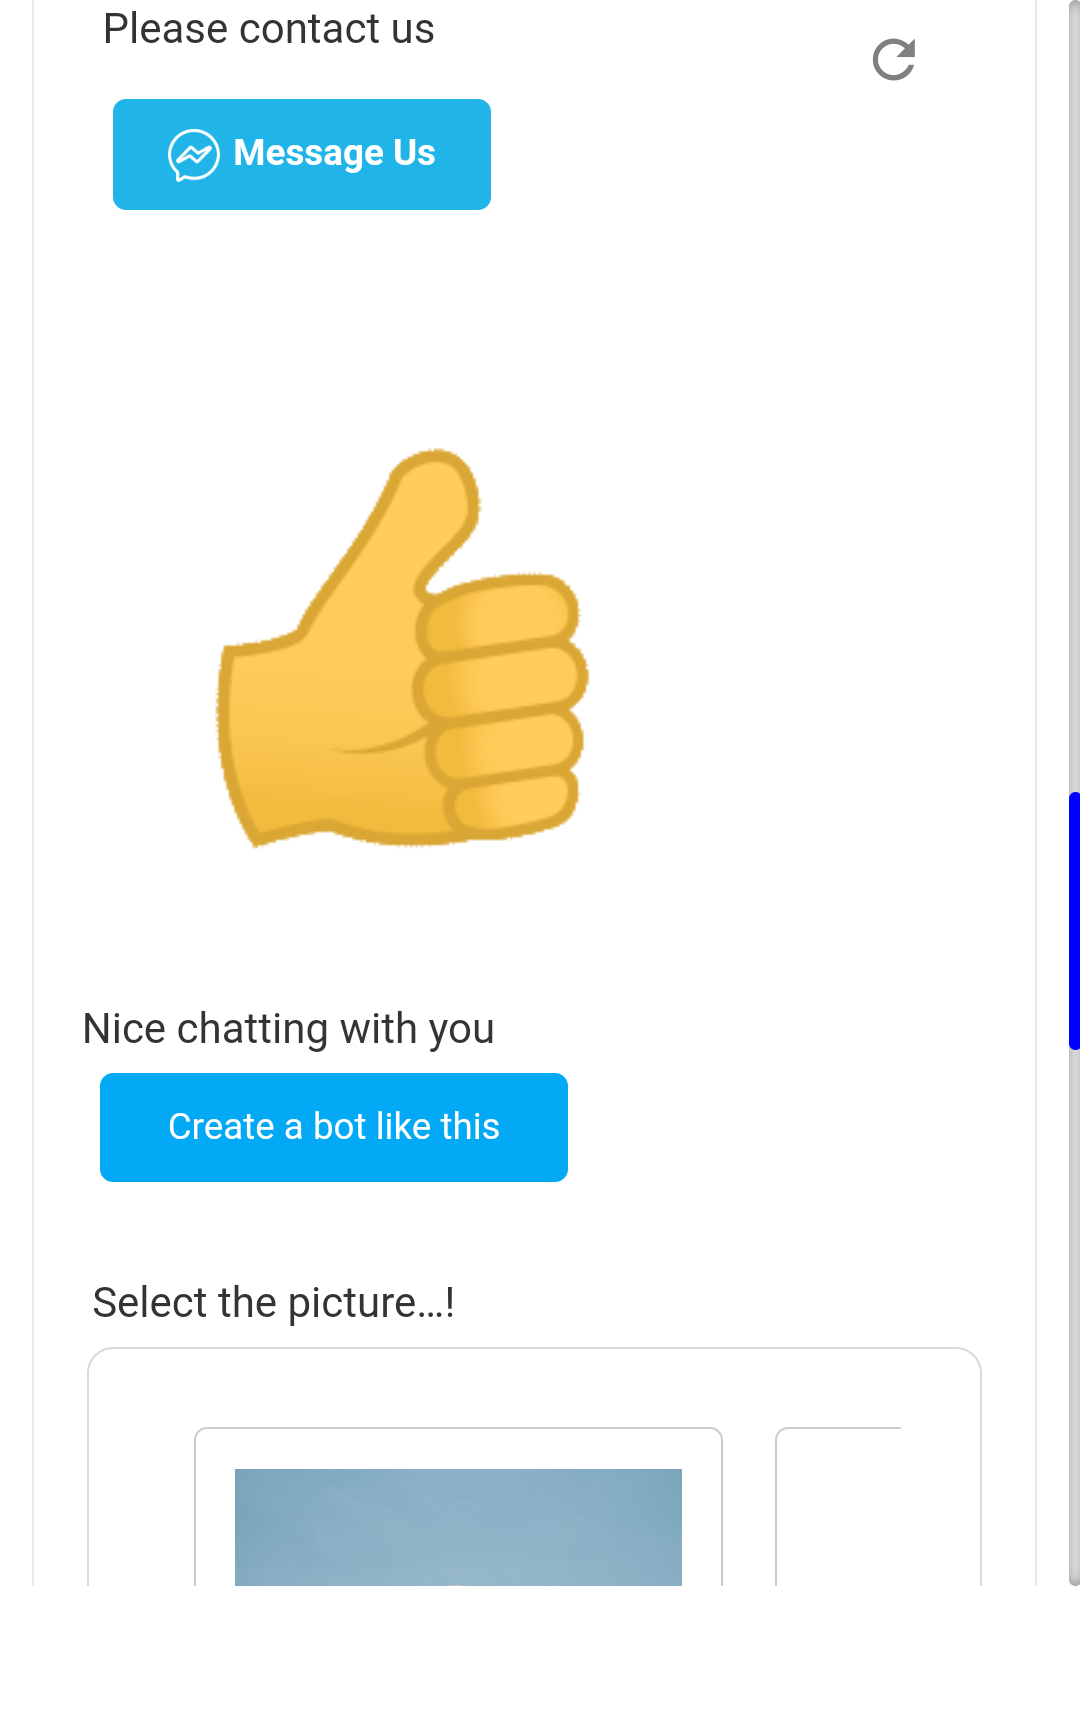 Please contact us
Message Us
Nice chatting with you
Create a bot like this
Select the picture...!